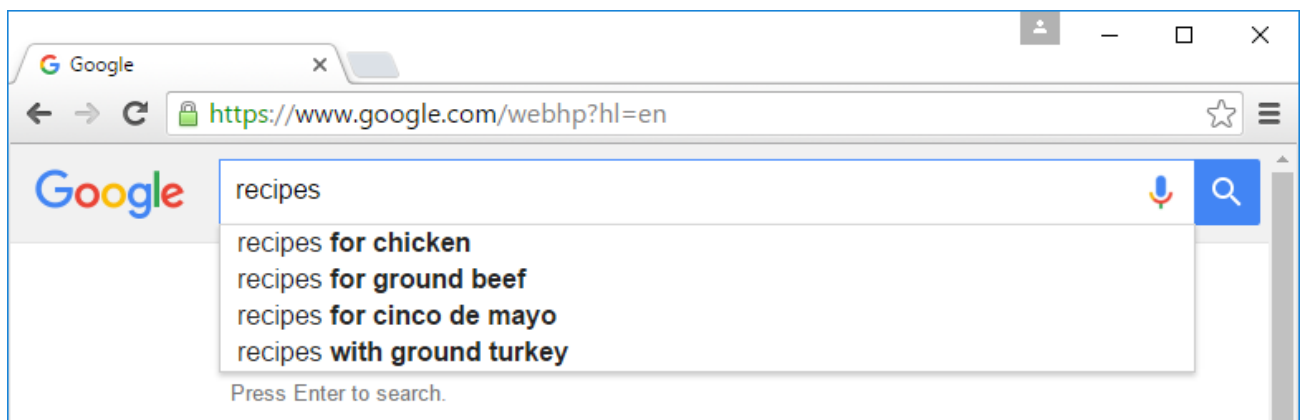 Google
https://www.google.com/webhp?hl=en
Google
recipes
recipes for chicken
recipes for ground beef
recipes for cinco de mayo
recipes with ground turkey
Press Enter to search.